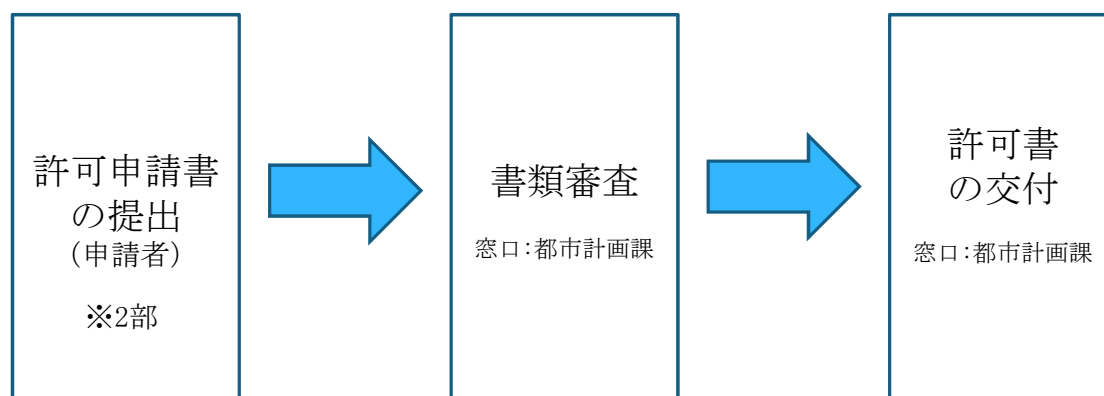 許可申請書
の提出
（申請者）
※2部
書類審査
窓口：都市計画課
許可書
の交付
窓口：都市計画課